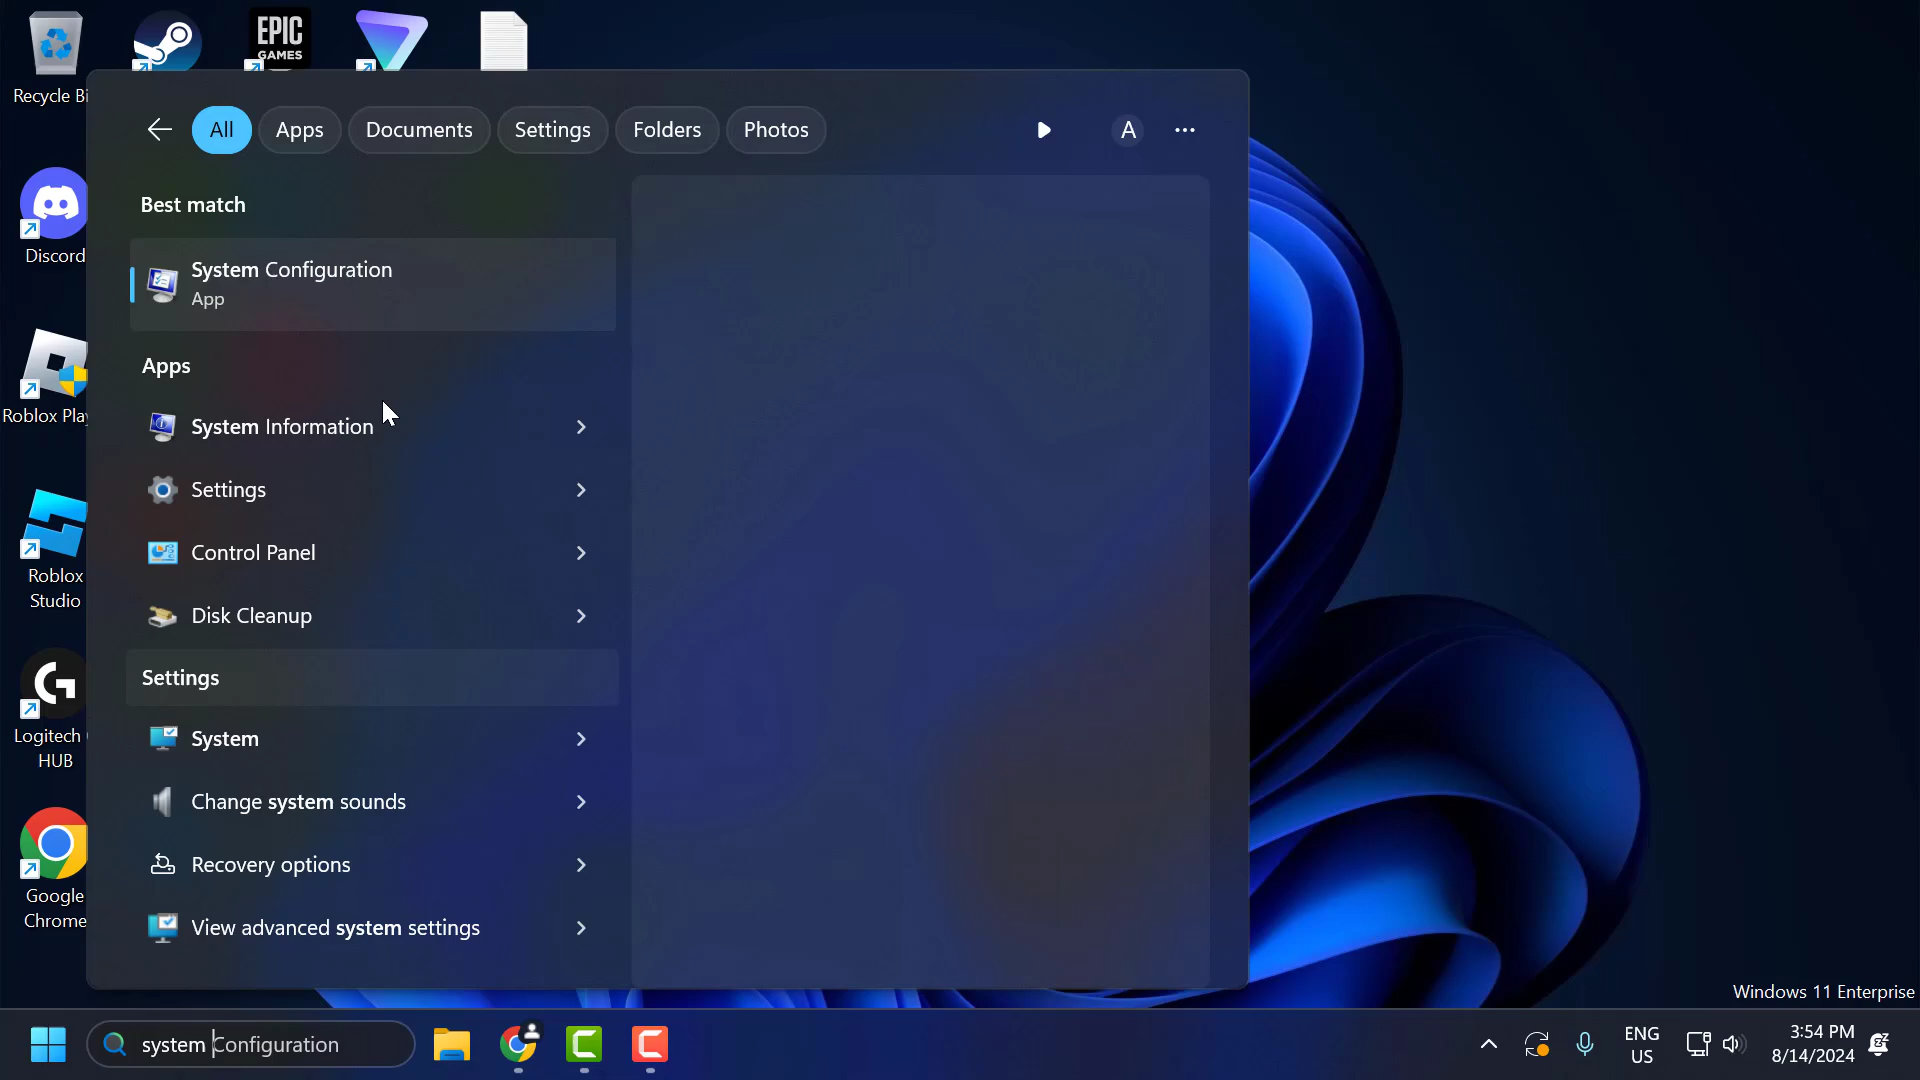 EPIC
GAMES
Recycle Bi
All
Apps
Documents
Settings
Folders
Photos
A
Best match
System Configuration
App
Discord
Apps
Roblox Play
System Information
Settings
Control Panel
Roblox
Studio
Disk Cleanup
Settings
Logitech
HUB
System
Change system sounds
Recovery options
Google
Chrome
View advanced system settings
Windows 11 Enterprise
system Configuration
ENG
US
3:54 PM
8/14/2024